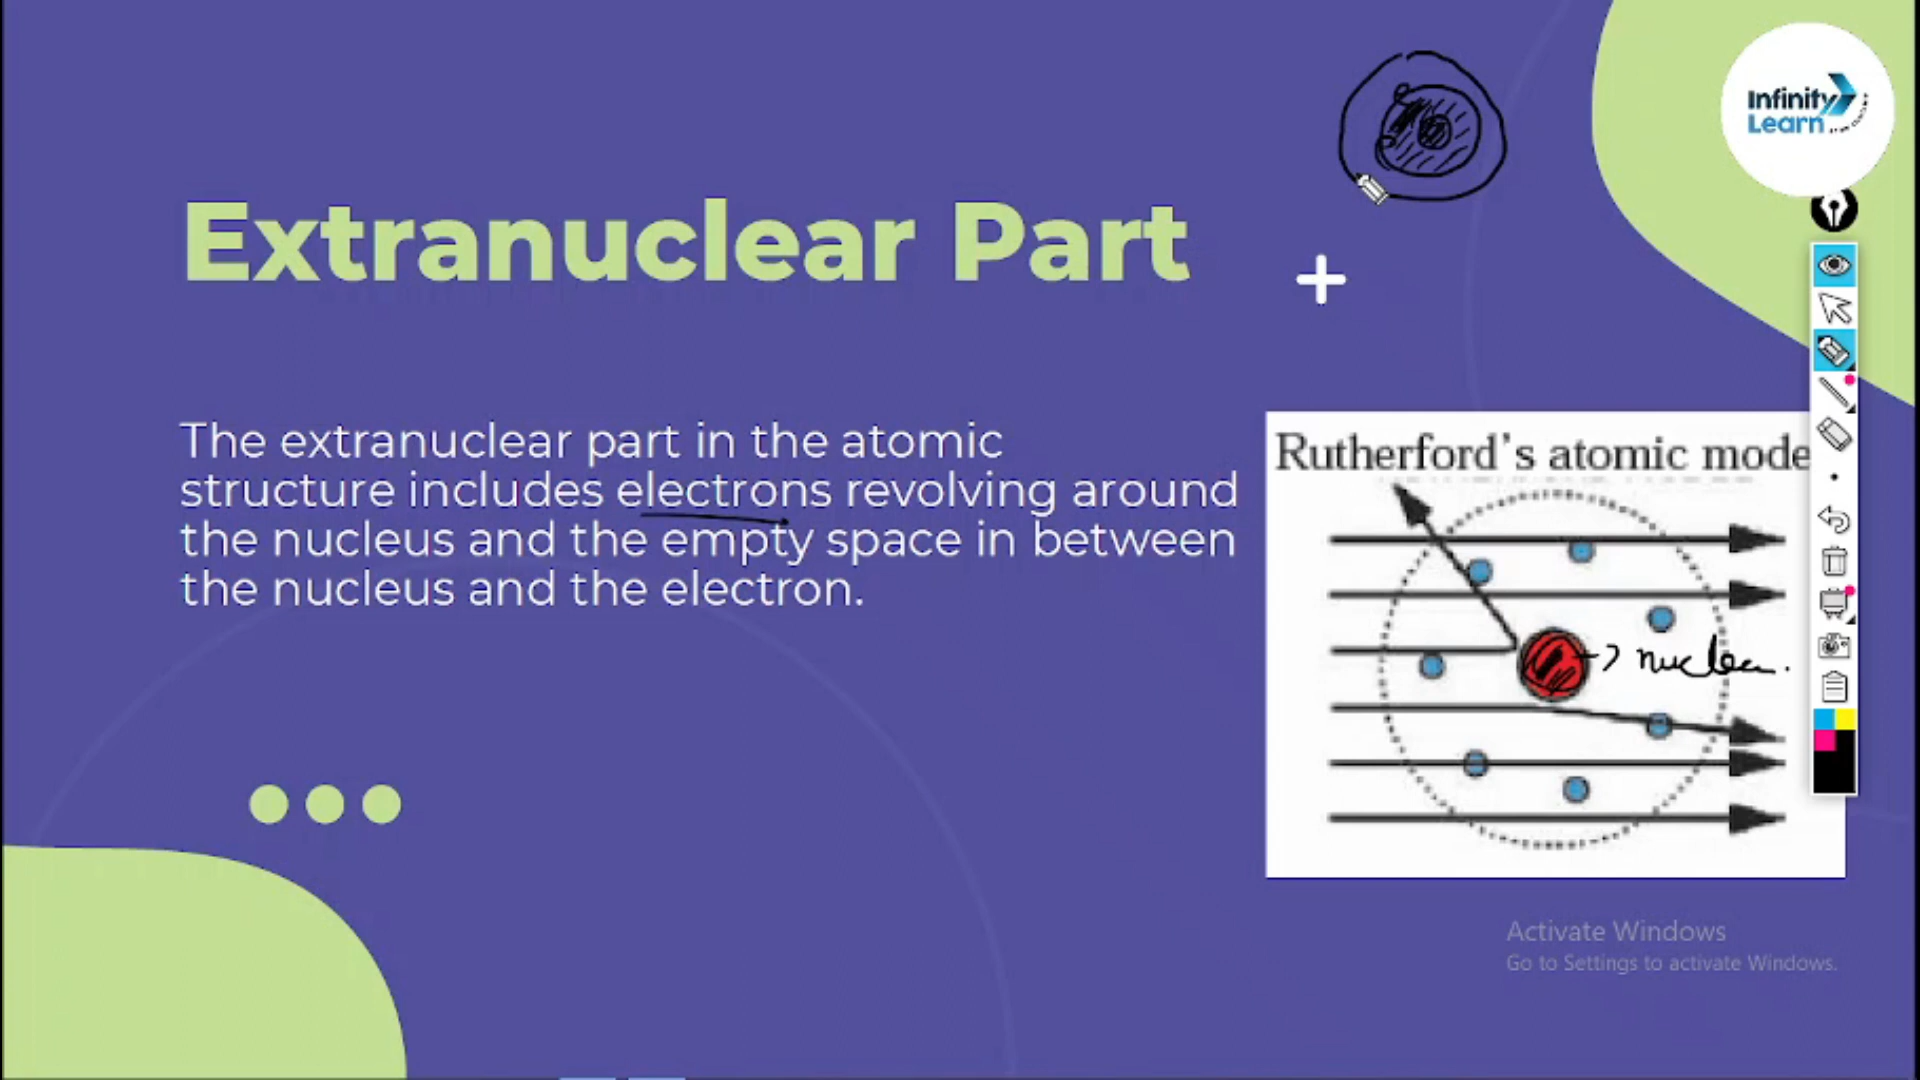 Infinity
Learn
Extranuclear Part
The extranuclear part in the atomic
structure includes electrons revolving around
the nucleus and the empty space in between
the nucleus and the electron.
Rutherford's atomic mode
Activate Windows
Go to Settings to activate Windows.